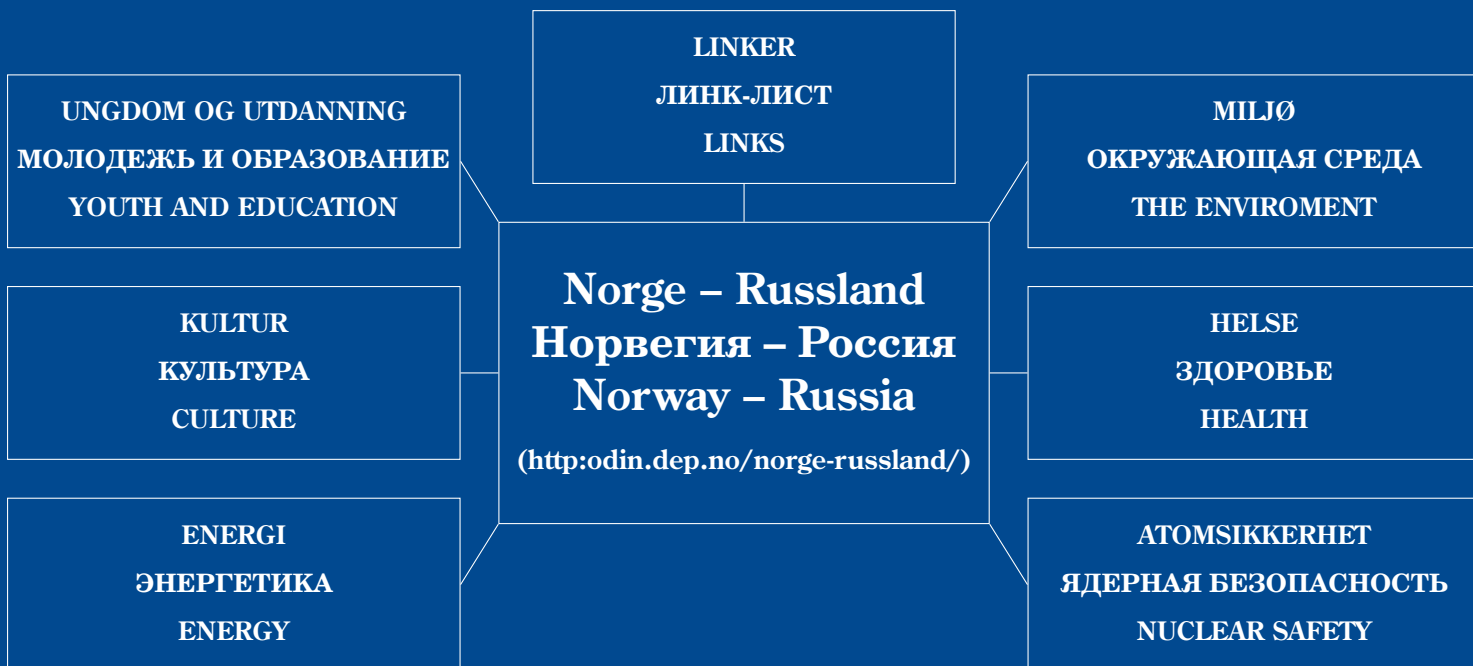 LINKER
ЛИНК-ЛИСТ
LINKS
UNGDOM OG UTDANNING
МОЛОДЕЖЬ И ОБРАЗОВАНИЕ
YOUTH AND EDUCATION
MILJØ
ОКРУЖАЮЩАЯ СРЕДА
THE ENVIROMENT
Norge – Russland
Норвегия – Россия
Norway – Russia
(http:odin.dep.no/norge-russland/)
KULTUR
КУЛЬТУРА
CULTURE
HELSE
ЗДОРОВЬЕ
HEALTH
ENERGI
ЭНЕРГЕТИКА
ENERGY
ATOMSIKKERHET
ЯДЕРНАЯ БЕЗОПАСНОСТЬ
NUCLEAR SAFETY